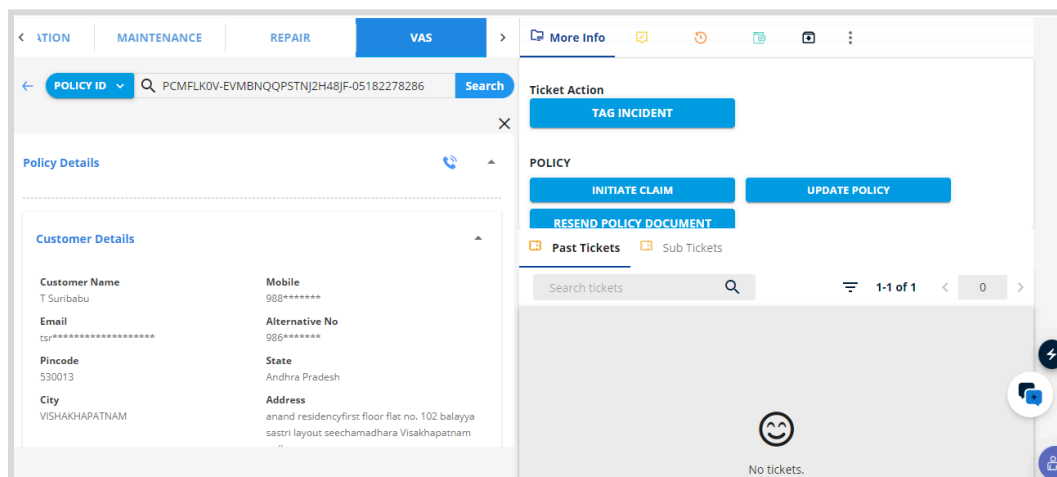 ATION MAINTENANCE REPAIR VAS
POLICY ID PCMFLK0V-EVMBNQQPSTNJ2H48JF-05182278286 Search
Policy Details
Customer Details
Customer Name Mobile
T Suribabu 988*******
Email Alternative No
tsr******************* 986*******
Pincode State
530013 Andhra Pradesh
City Address
VISHAKHAPATNAM anand residencyfirst floor flat no. 102 balayya
sastri layout seechamadhara Visakhapatnam
More Info
Ticket Action
TAG INCIDENT
POLICY
INITIATE CLAIM UPDATE POLICY
RESEND POLICY DOCUMENT
Past Tickets Sub Tickets
Search tickets 1-1 of 1 0
No tickets.